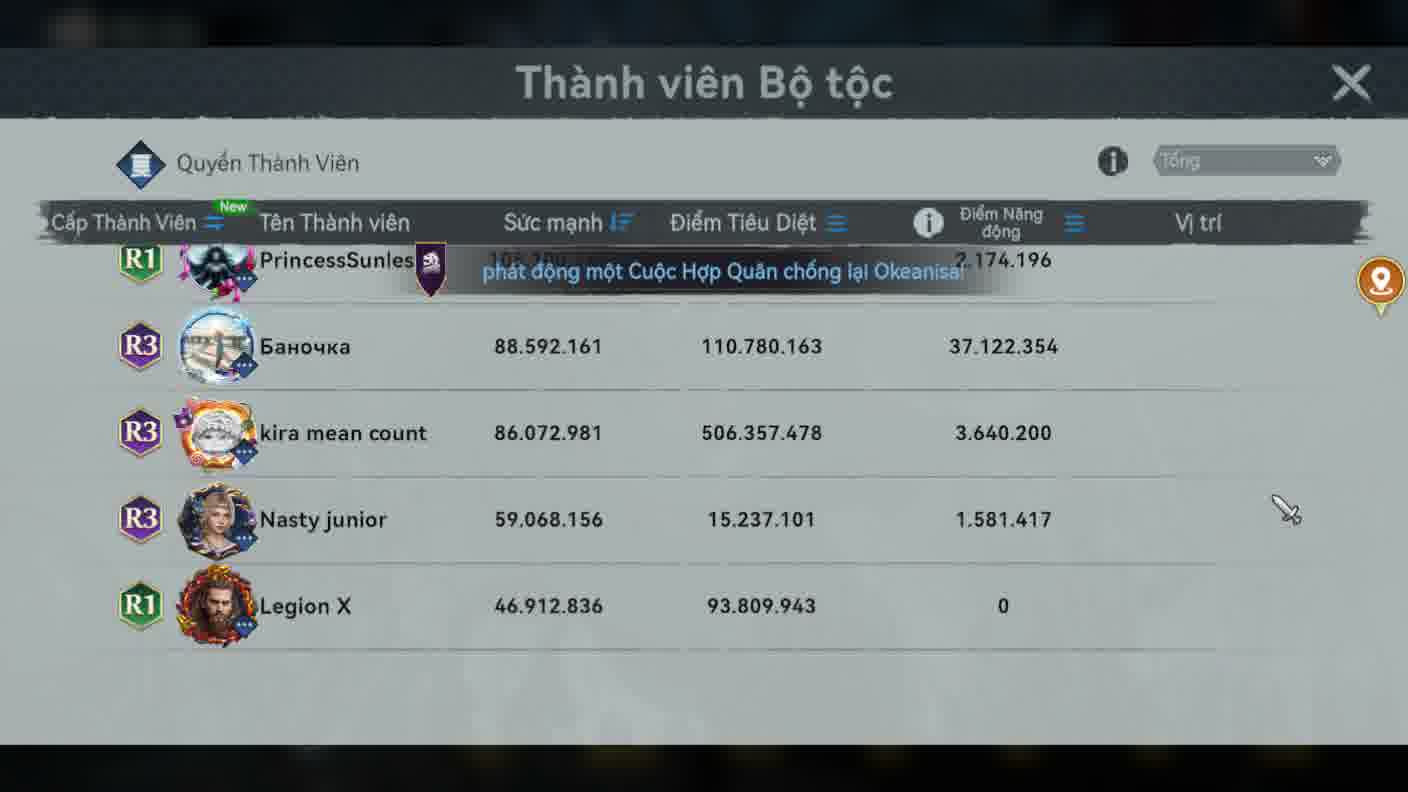 Thành viên Bộ tộc
Quyển Thành Viên
Tổng
New
Cấp Thành Viên Tên Thành viên Sức mạnh Điểm Tiêu Diệt Điểm Năng động Vị trí
R1 PrincessSunles 2.174.196
phát động một Cuộc Hợp Quân chống lại Okeanisa!
R3 Баночка 88.592.161 110.780.163 37.122.354
R3 kira mean count 86.072.981 506.357.478 3.640.200
R3 Nasty junior 59.068.156 15.237.101 1.581.417
R1 Legion X 46.912.836 93.809.943 0